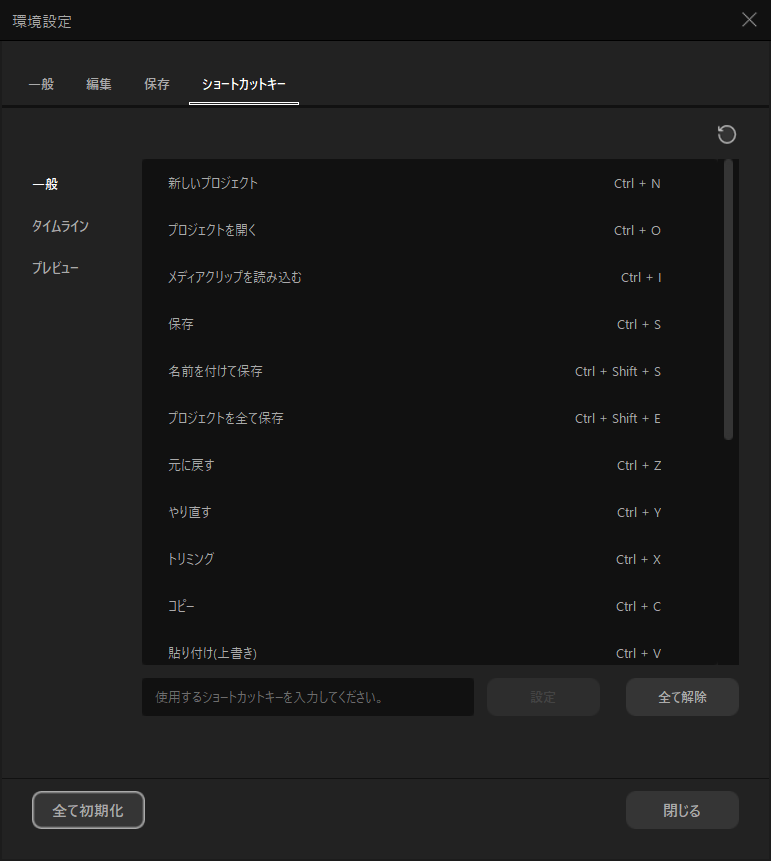 環境設定
一般 編集 保存 ショートカットキー
一般
タイムライン
プレビュー
新しいプロジェクト Ctrl + N
プロジェクトを開く Ctrl + O
メディアクリップを読み込む Ctrl + I
保存 Ctrl + S
名前を付けて保存 Ctrl + Shift + S
プロジェクトを全て保存 Ctrl + Shift + E
元に戻す Ctrl + Z
やり直す Ctrl + Y
トリミング Ctrl + X
コピー Ctrl + C
貼り付け(上書き) Ctrl + V
使用するショートカットキーを入力してください。 設定 全て解除
全て初期化 閉じる